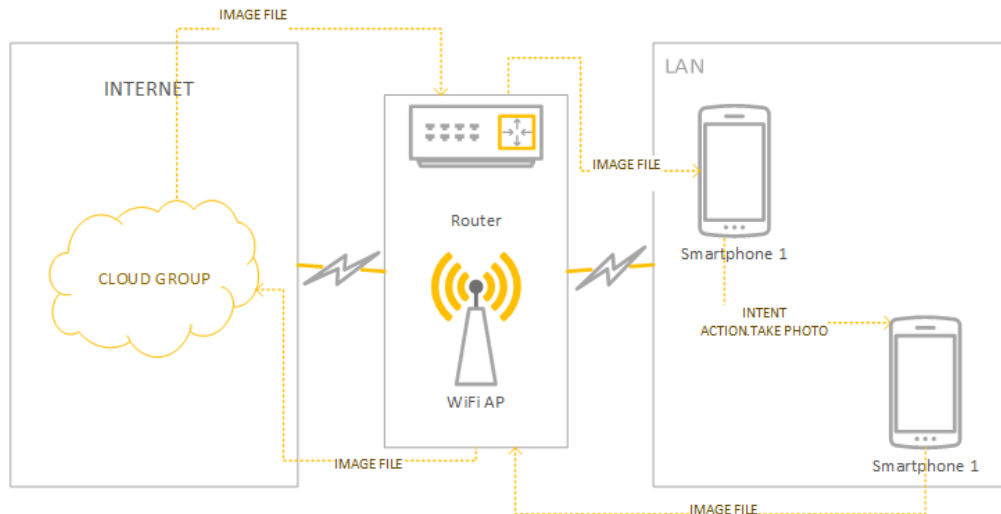 IMAGE FILE
INTERNET
LAN
IMAGE FILE
Router
Smartphone 1
CLOUD GROUP
INTENT
ACTION.TAKE PHOTO
WiFi AP
IMAGE FILE
Smartphone 1
IMAGE FILE